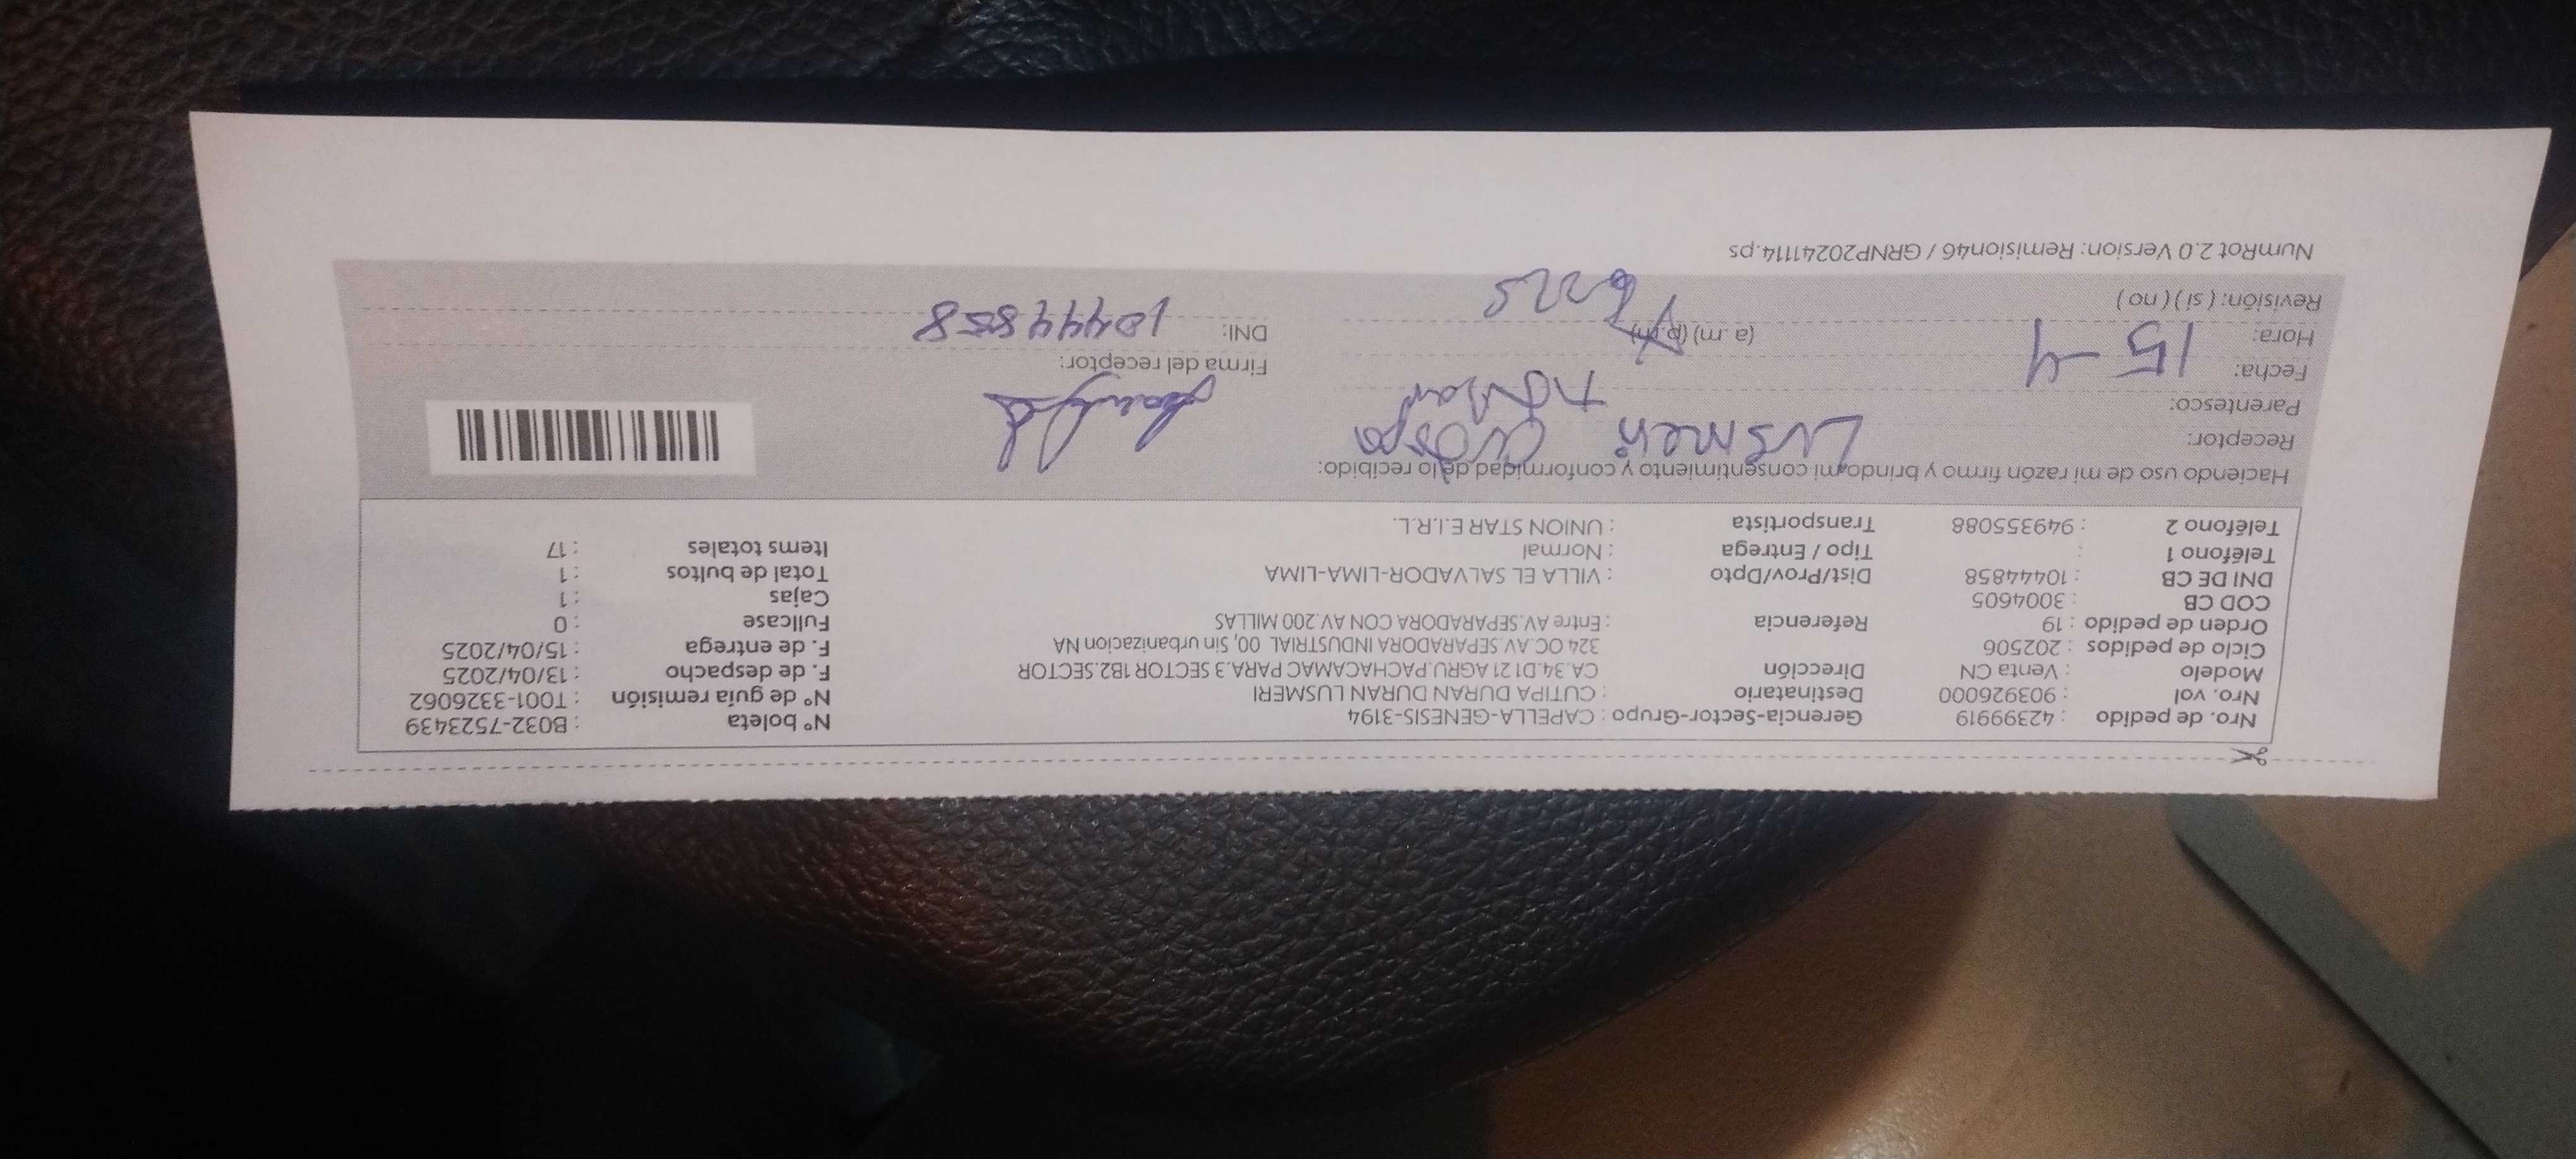 Nro. de pedido : 42399919 Gerencia-Sector-Grupo : CAPELLA-GENESIS-3194 N° boleta : B032-7523439
Nro. vol : 903926000 Destinatario : CUTIPA DURAN DURAN LUSMERI N° de guía remisión : T001-3326062
Modelo : Venta CN Dirección CA.34.D1 21 AGRU.PACHACAMAC PARA.3 SECTOR 1B2.SECTOR F. de despacho : 13/04/2025
Ciclo de pedidos : 202506 324 OC.AV.SEPARADORA INDUSTRIAL 00, Sin urbanizacion NA F. de entrega : 15/04/2025
Orden de pedido : 19 Referencia : Entre AV.SEPARADORA CON AV.200 MILLAS Fullcase : 0
COD CB : 3004605 Cajas : 1
DNI DE CB : 10444858 Dist/Prov/Dpto : VILLA EL SALVADOR-LIMA-LIMA Total de bultos : 1
Teléfono 1 : Tipo / Entrega : Normal Items totales : 17
Teléfono 2 : 949355088 Transportista : UNION STAR E.I.R.L.
Haciendo uso de mi razón firmo y brindo mi consentimiento y conformidad de lo recibido:
Receptor: Lusmeri
Parentesco:
Fecha: 15-4 Firma del receptor:
Hora: (a.m) (p.m) DNI: 10444858
Revisión: ( si ) ( no )
NumRot 2.0 Version: Remision46 / GRNP20241114.ps